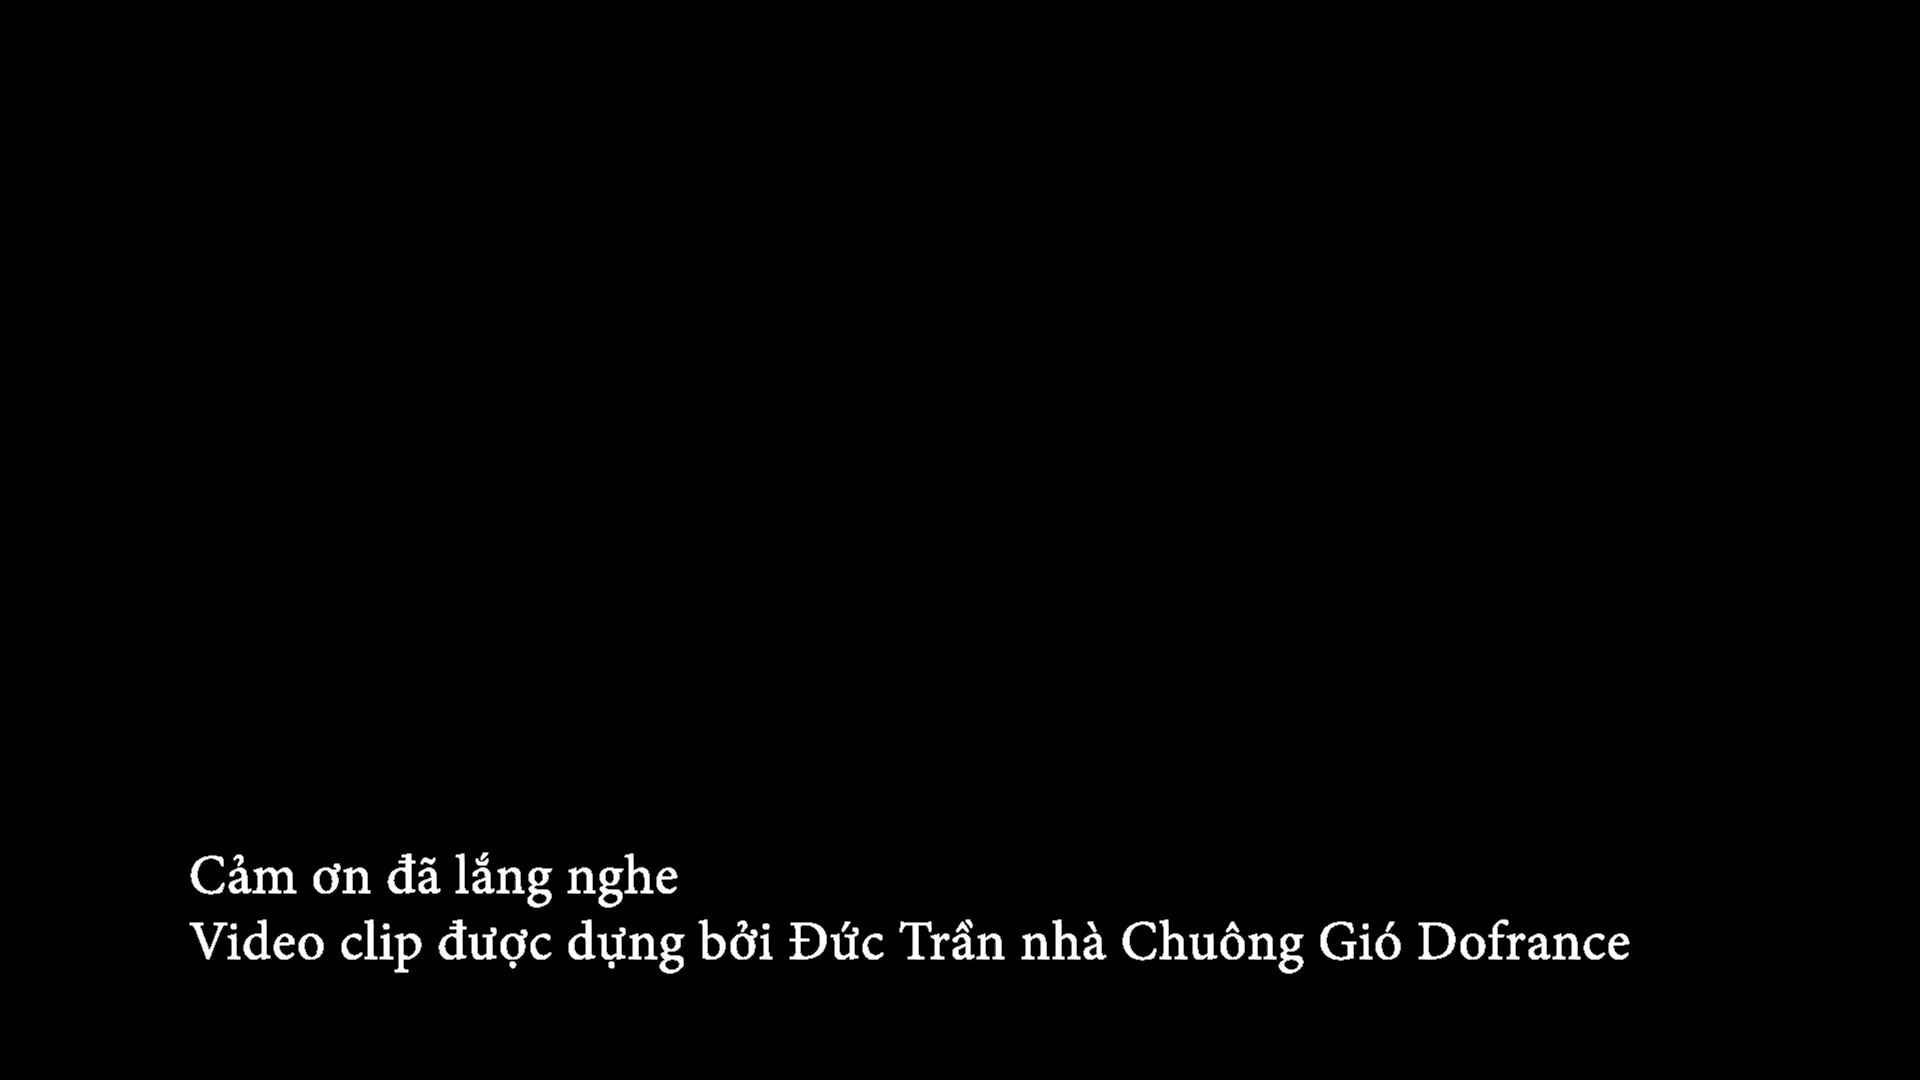 Cảm ơn đã lắng nghe
Video clip được dựng bởi Đức Trần nhà Chuông Gió Dofrance